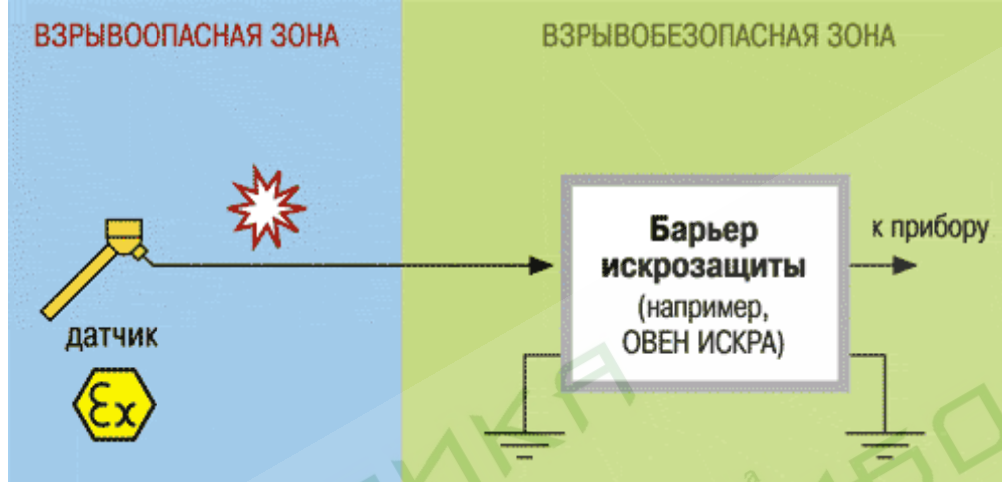 ВЗРЫВООПАСНАЯ ЗОНА
ВЗРЫВОБЕЗОПАСНАЯ ЗОНА
Барьер
искрозащиты
(например,
ОВЕН ИСКРА)
к прибору
датчик
Ex